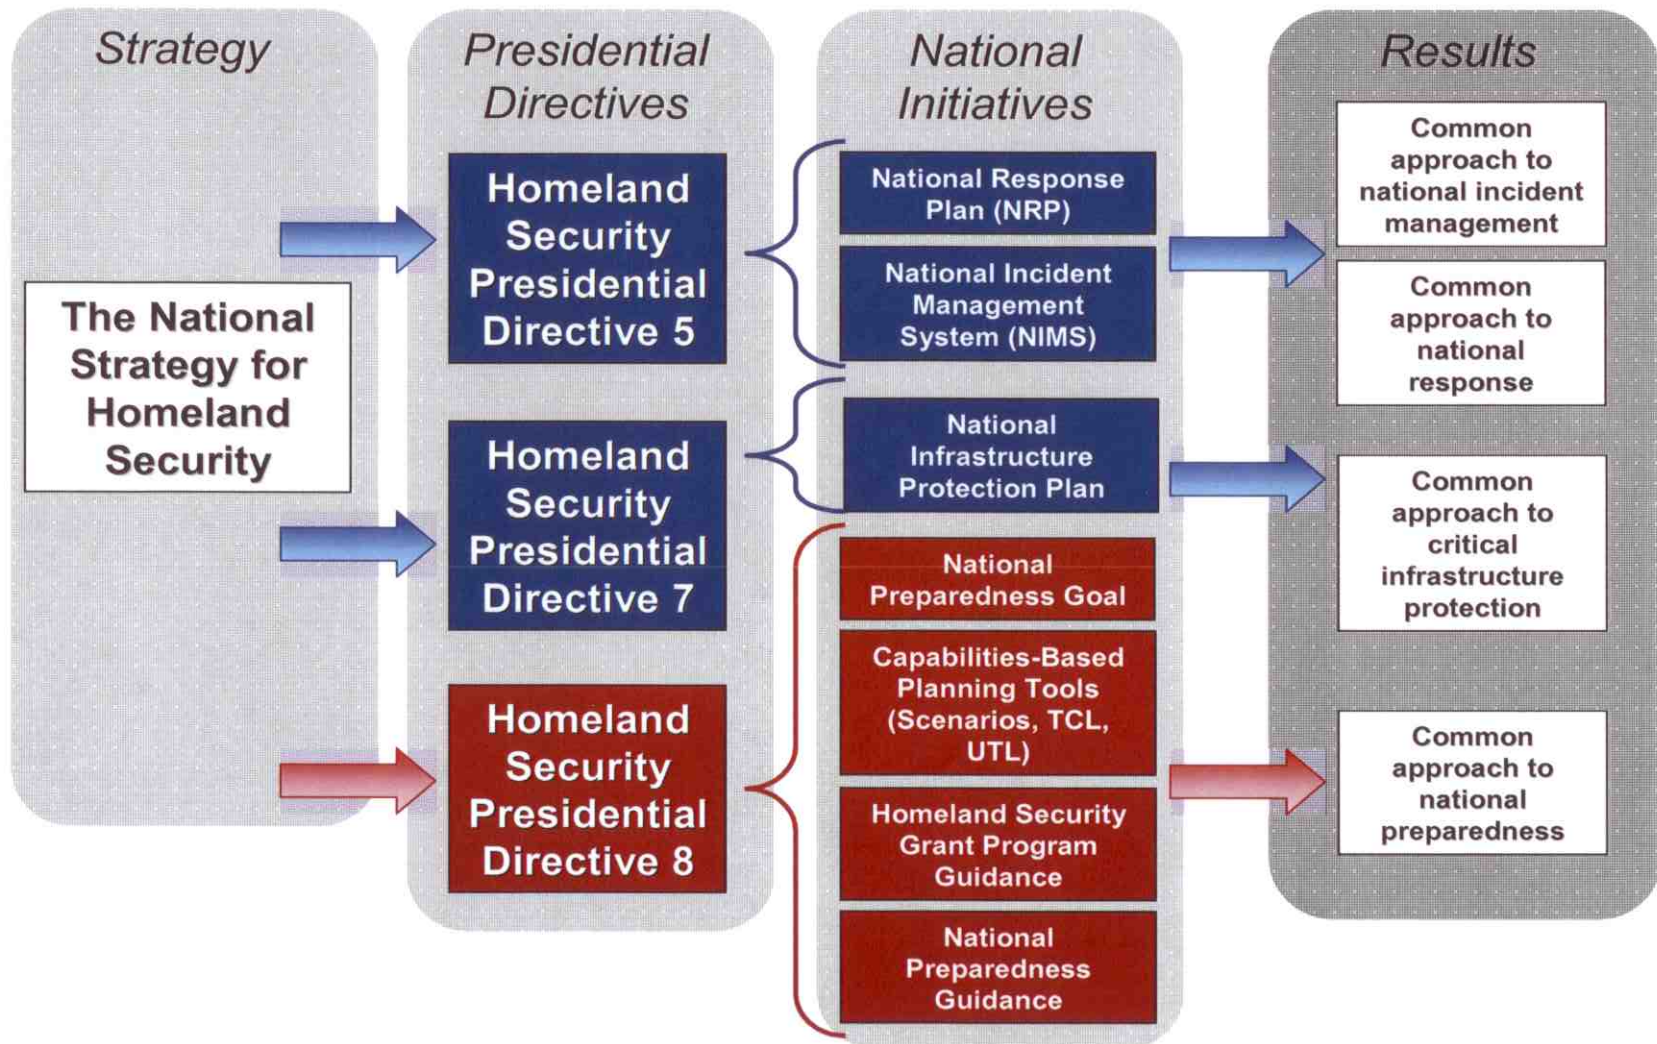 Strategy
The National
Strategy for
Homeland
Security
Presidential
Directives
Homeland
Security
Presidential
Directive 5
Homeland
Security
Presidential
Directive 7
Homeland
Security
Presidential
Directive 8
National
Initiatives
National Response
Plan (NRP)
National Incident
Management
System (NIMS)
National
Infrastructure
Protection Plan
National
Preparedness Goal
Capabilities-Based
Planning Tools
(Scenarios, TCL,
UTL)
Homeland Security
Grant Program
Guidance
National
Preparedness
Guidance
Results
Common
approach to
national incident
management
Common
approach to
national
response
Common
approach to
critical
infrastructure
protection
Common
approach to
national
preparedness